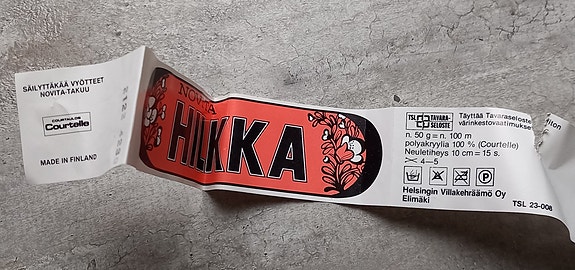 SÄILYTTÄKÄÄ VYÖTTEET
NOVITA-TAKUU
COURTAULDS
Courtelle
MADE IN FINLAND
NOVITA
HILKKA
TSL TAVARA-
SELOSTE
Täyttää Tavaraseloste
värinkestovaatimukset
n. 50 g = n. 100 m
polyakryylia 100 % (Courtelle)
Neuletiheys 10 cm = 15 s.
4–5
P
Helsingin Villakehräämö Oy
Elimäki
TSL 23-008